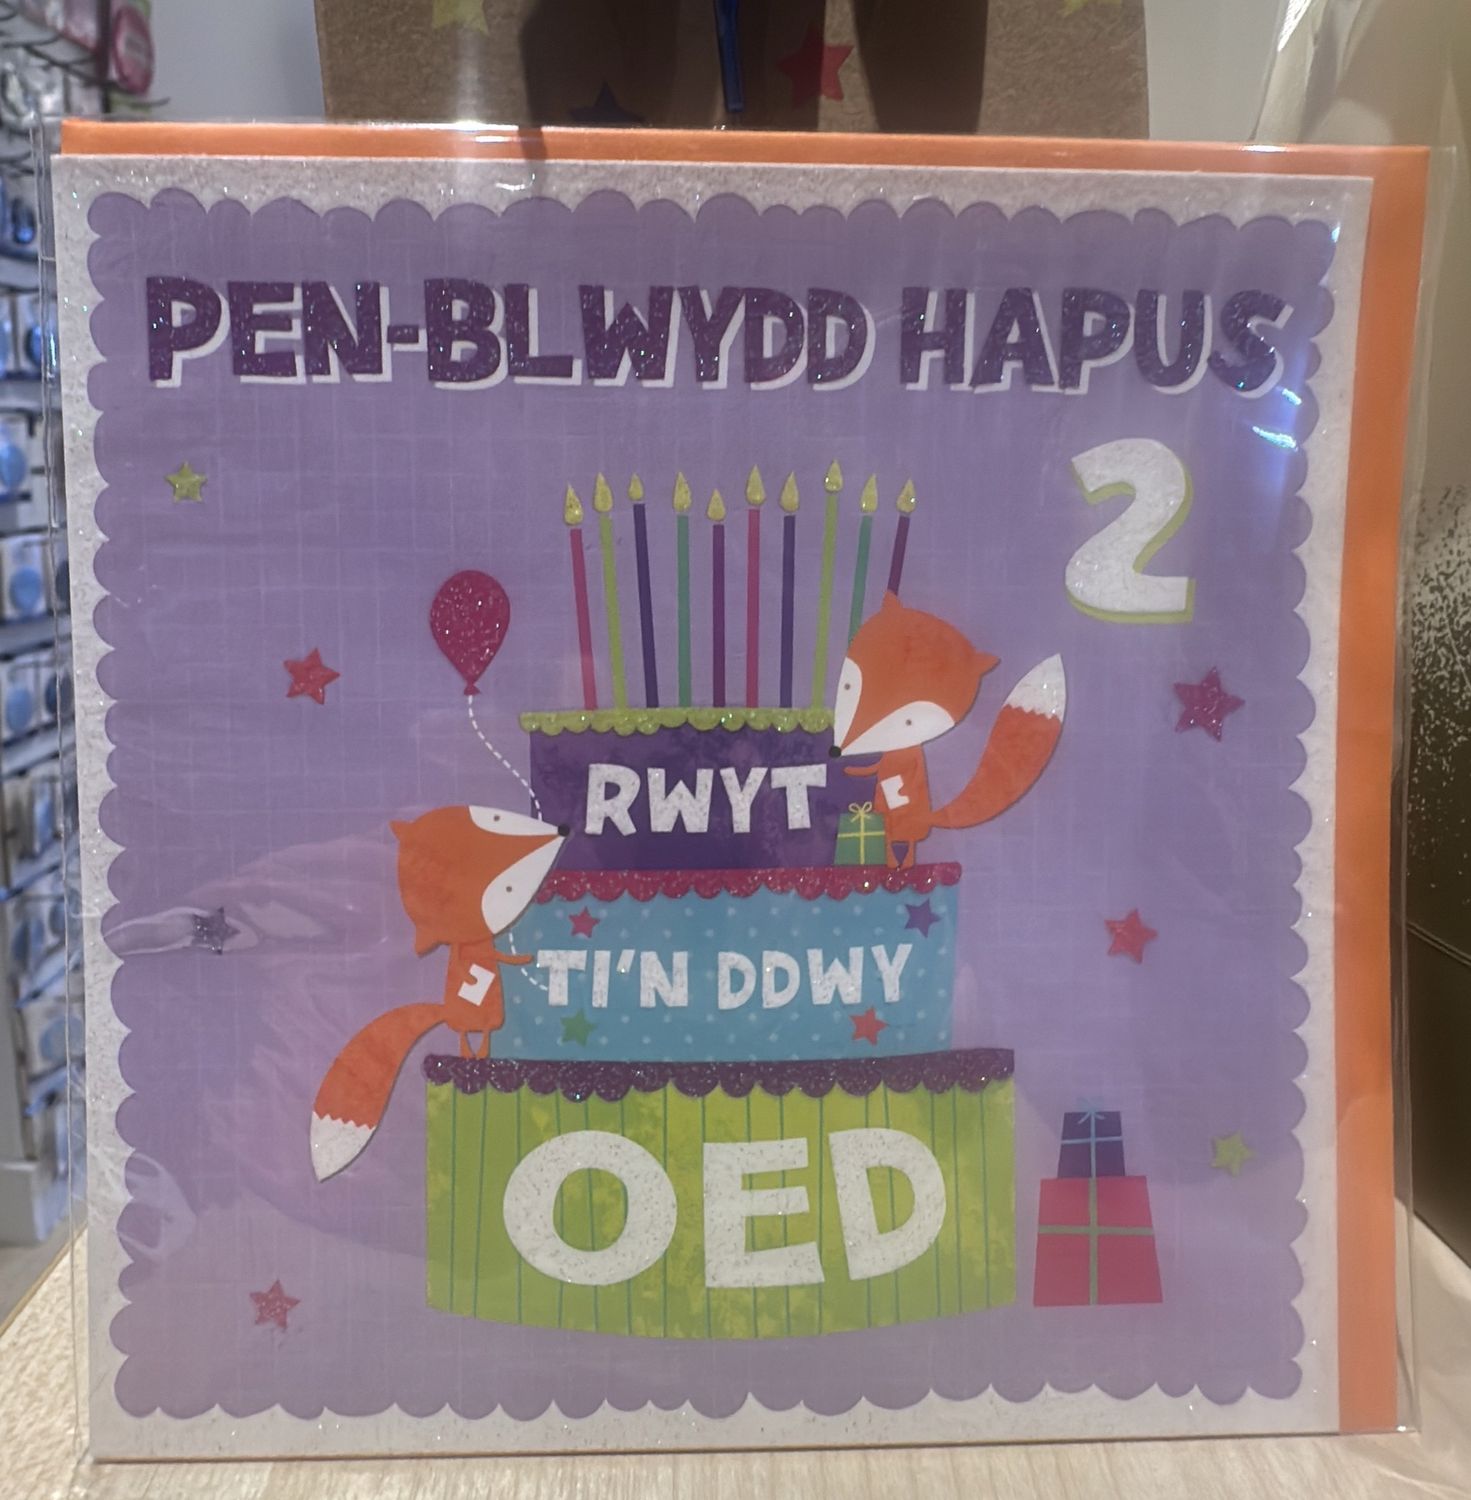 PEN-BLWYDD HAPUS
2
RWYT
TI'N DDWY
OED